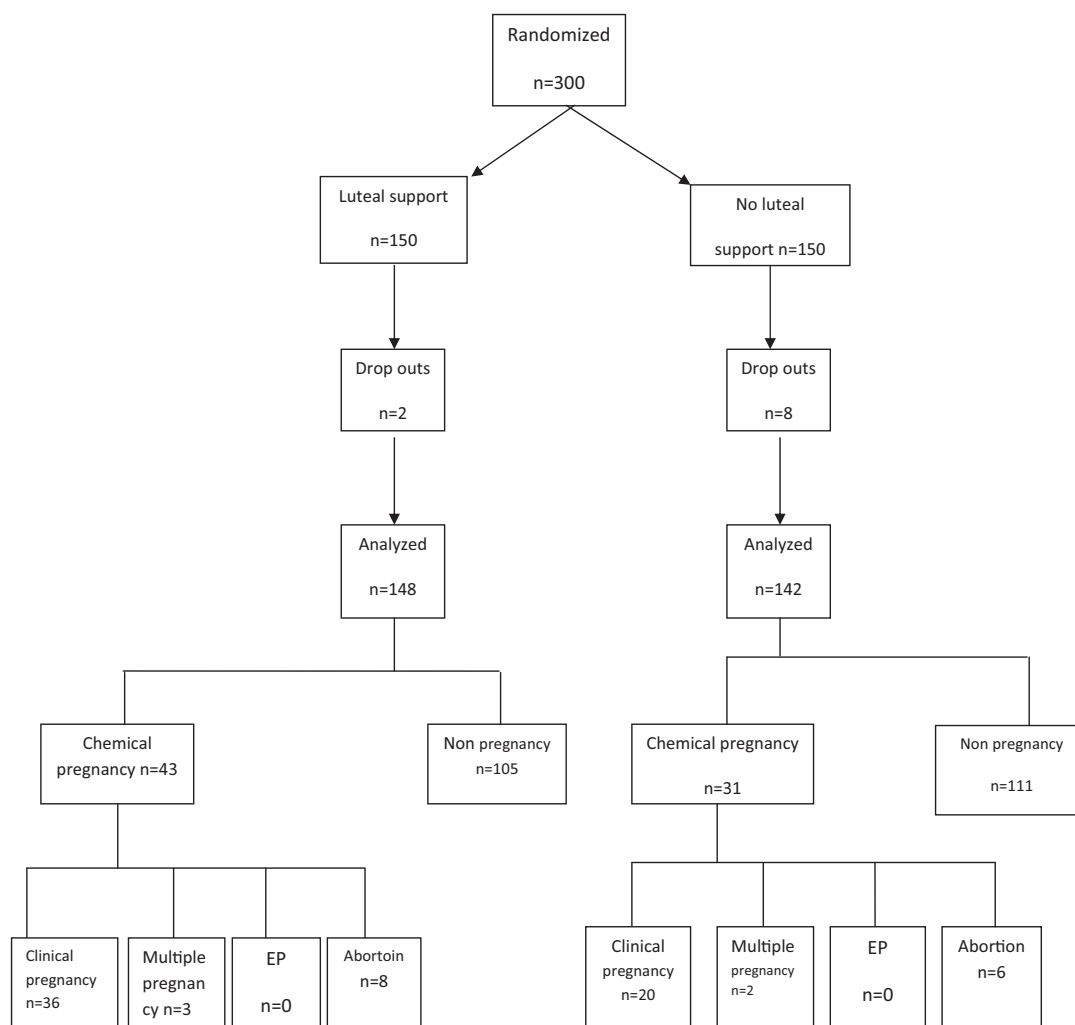 Randomized
n=300
Luteal support
n=150
No luteal
support n=150
Drop outs
n=2
Drop outs
n=8
Analyzed
n=148
Analyzed
n=142
Chemical
pregnancy n=43
Non pregnancy
n=105
Chemical pregnancy
n=31
Non pregnancy
n=111
Clinical
pregnancy
n=36
Multiple
pregnan
cy n=3
EP
n=0
Abortoin
n=8
Clinical
pregnancy
n=20
Multiple
pregnancy
n=2
EP
n=0
Abortion
n=6